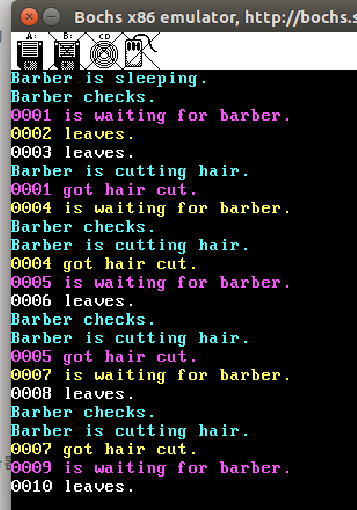 Bochs x86 emulator, http://bochs.s
A: B: CD
Barber is sleeping.
Barber checks.
0001 is waiting for barber.
0002 leaves.
0003 leaves.
Barber is cutting hair.
0001 got hair cut.
0004 is waiting for barber.
Barber checks.
Barber is cutting hair.
0004 got hair cut.
0005 is waiting for barber.
0006 leaves.
Barber checks.
Barber is cutting hair.
0005 got hair cut.
0007 is waiting for barber.
0008 leaves.
Barber checks.
Barber is cutting hair.
0007 got hair cut.
0009 is waiting for barber.
0010 leaves.